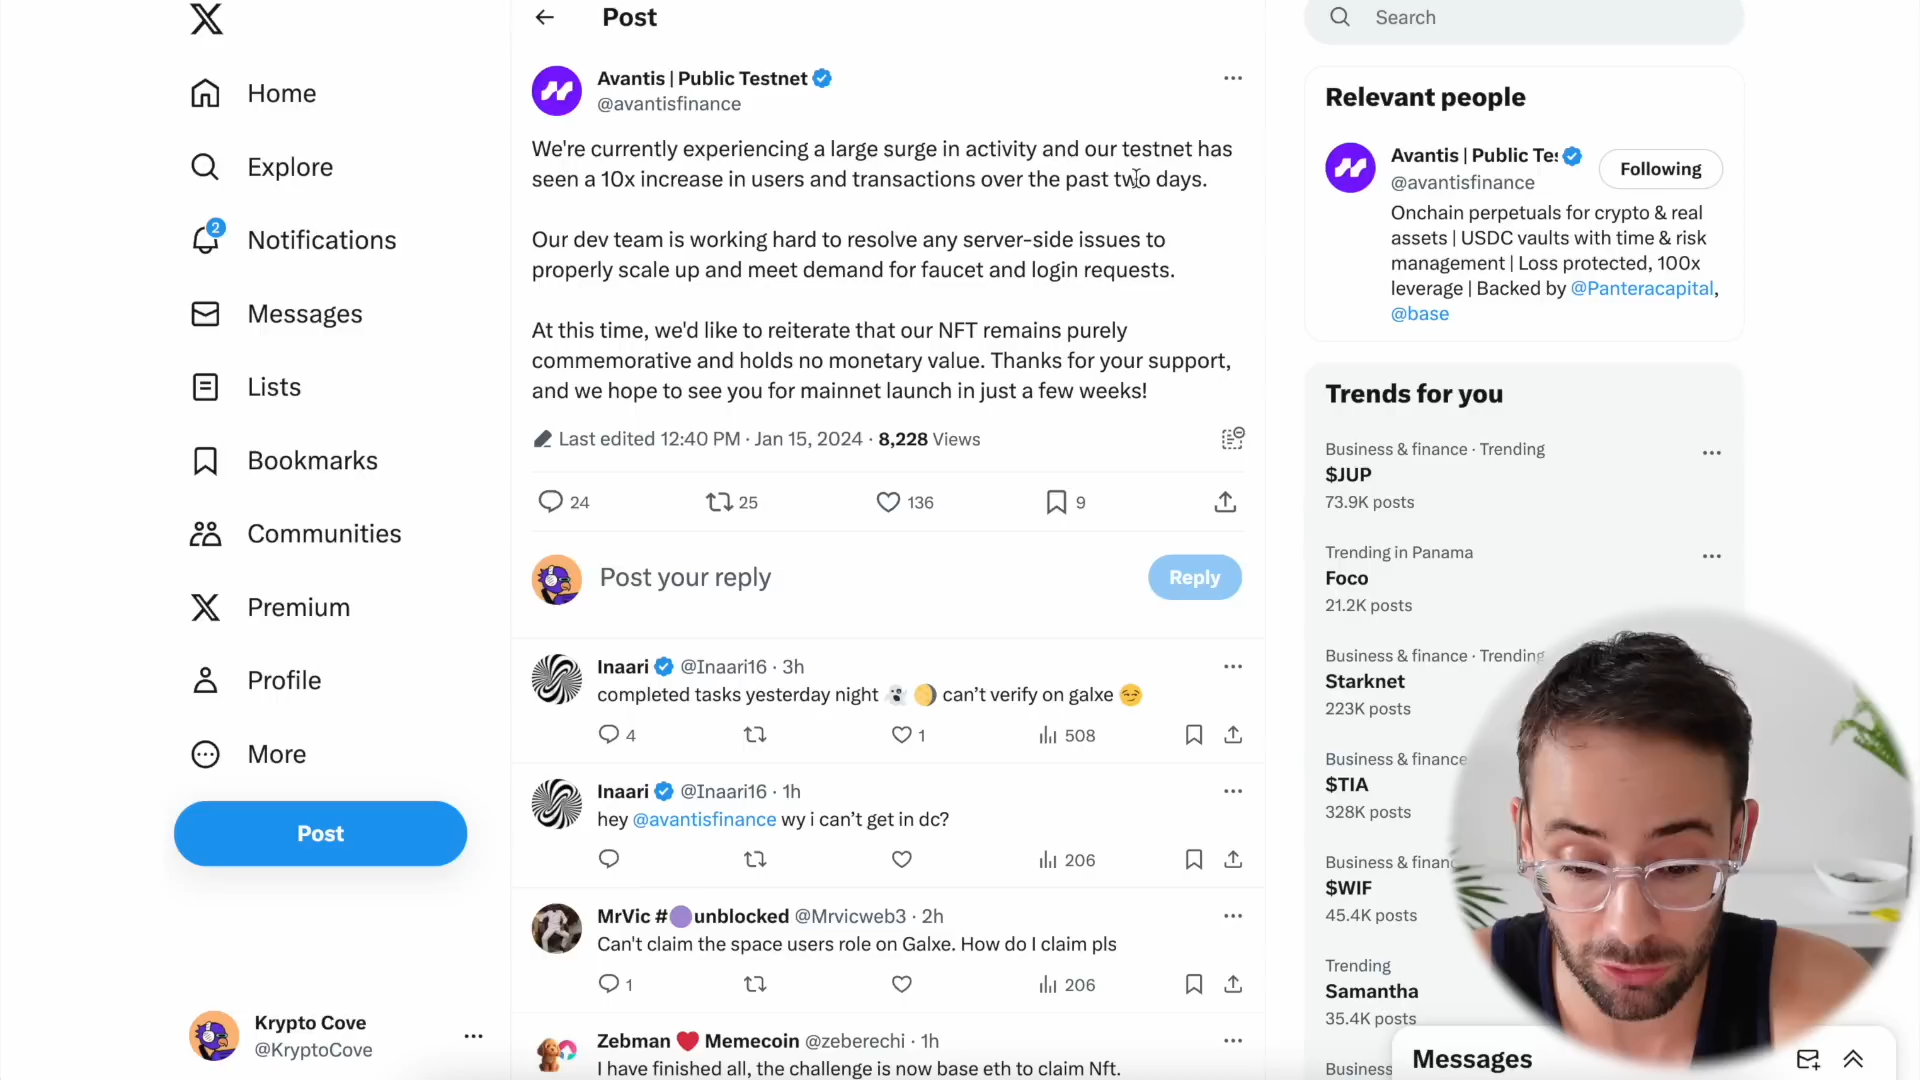 Home
Explore
2
Notifications
Messages
Lists
Bookmarks
Communities
Premium
Profile
More
Post
Krypto Cove
@KryptoCove
Post
Avantis | Public Testnet
@avantisfinance
We're currently experiencing a large surge in activity and our testnet has
seen a 10x increase in users and transactions over the past two days.
Our dev team is working hard to resolve any server-side issues to
properly scale up and meet demand for faucet and login requests.
At this time, we'd like to reiterate that our NFT remains purely
commemorative and holds no monetary value. Thanks for your support,
and we hope to see you for mainnet launch in just a few weeks!
Last edited 12:40 PM · Jan 15, 2024 · 8,228 Views
24 25 136 9
Post your reply
Reply
Inaari @Inaari16 · 3h
completed tasks yesterday night 👻 🌖 can’t verify on galxe 😏
4 1 508
Inaari @Inaari16 · 1h
hey @avantisfinance wy i can’t get in dc?
206
MrVic #🟣unblocked @Mrvicweb3 · 2h
Can't claim the space users role on Galxe. How do I claim pls
1 206
Zebman ❤️ Memecoin @zeberechi · 1h
I have finished all, the challenge is now base eth to claim Nft.
Search
Relevant people
Avantis | Public Tes
@avantisfinance
Following
Onchain perpetuals for crypto & real
assets | USDC vaults with time & risk
management | Loss protected, 100x
leverage | Backed by @Panteracapital,
@base
Trends for you
Business & finance · Trending
$JUP
73.9K posts
Trending in Panama
Foco
21.2K posts
Business & finance · Trending
Starknet
223K posts
Business & finance
$TIA
328K posts
Business & finan
$WIF
45.4K posts
Trending
Samantha
35.4K posts
Business
Messages